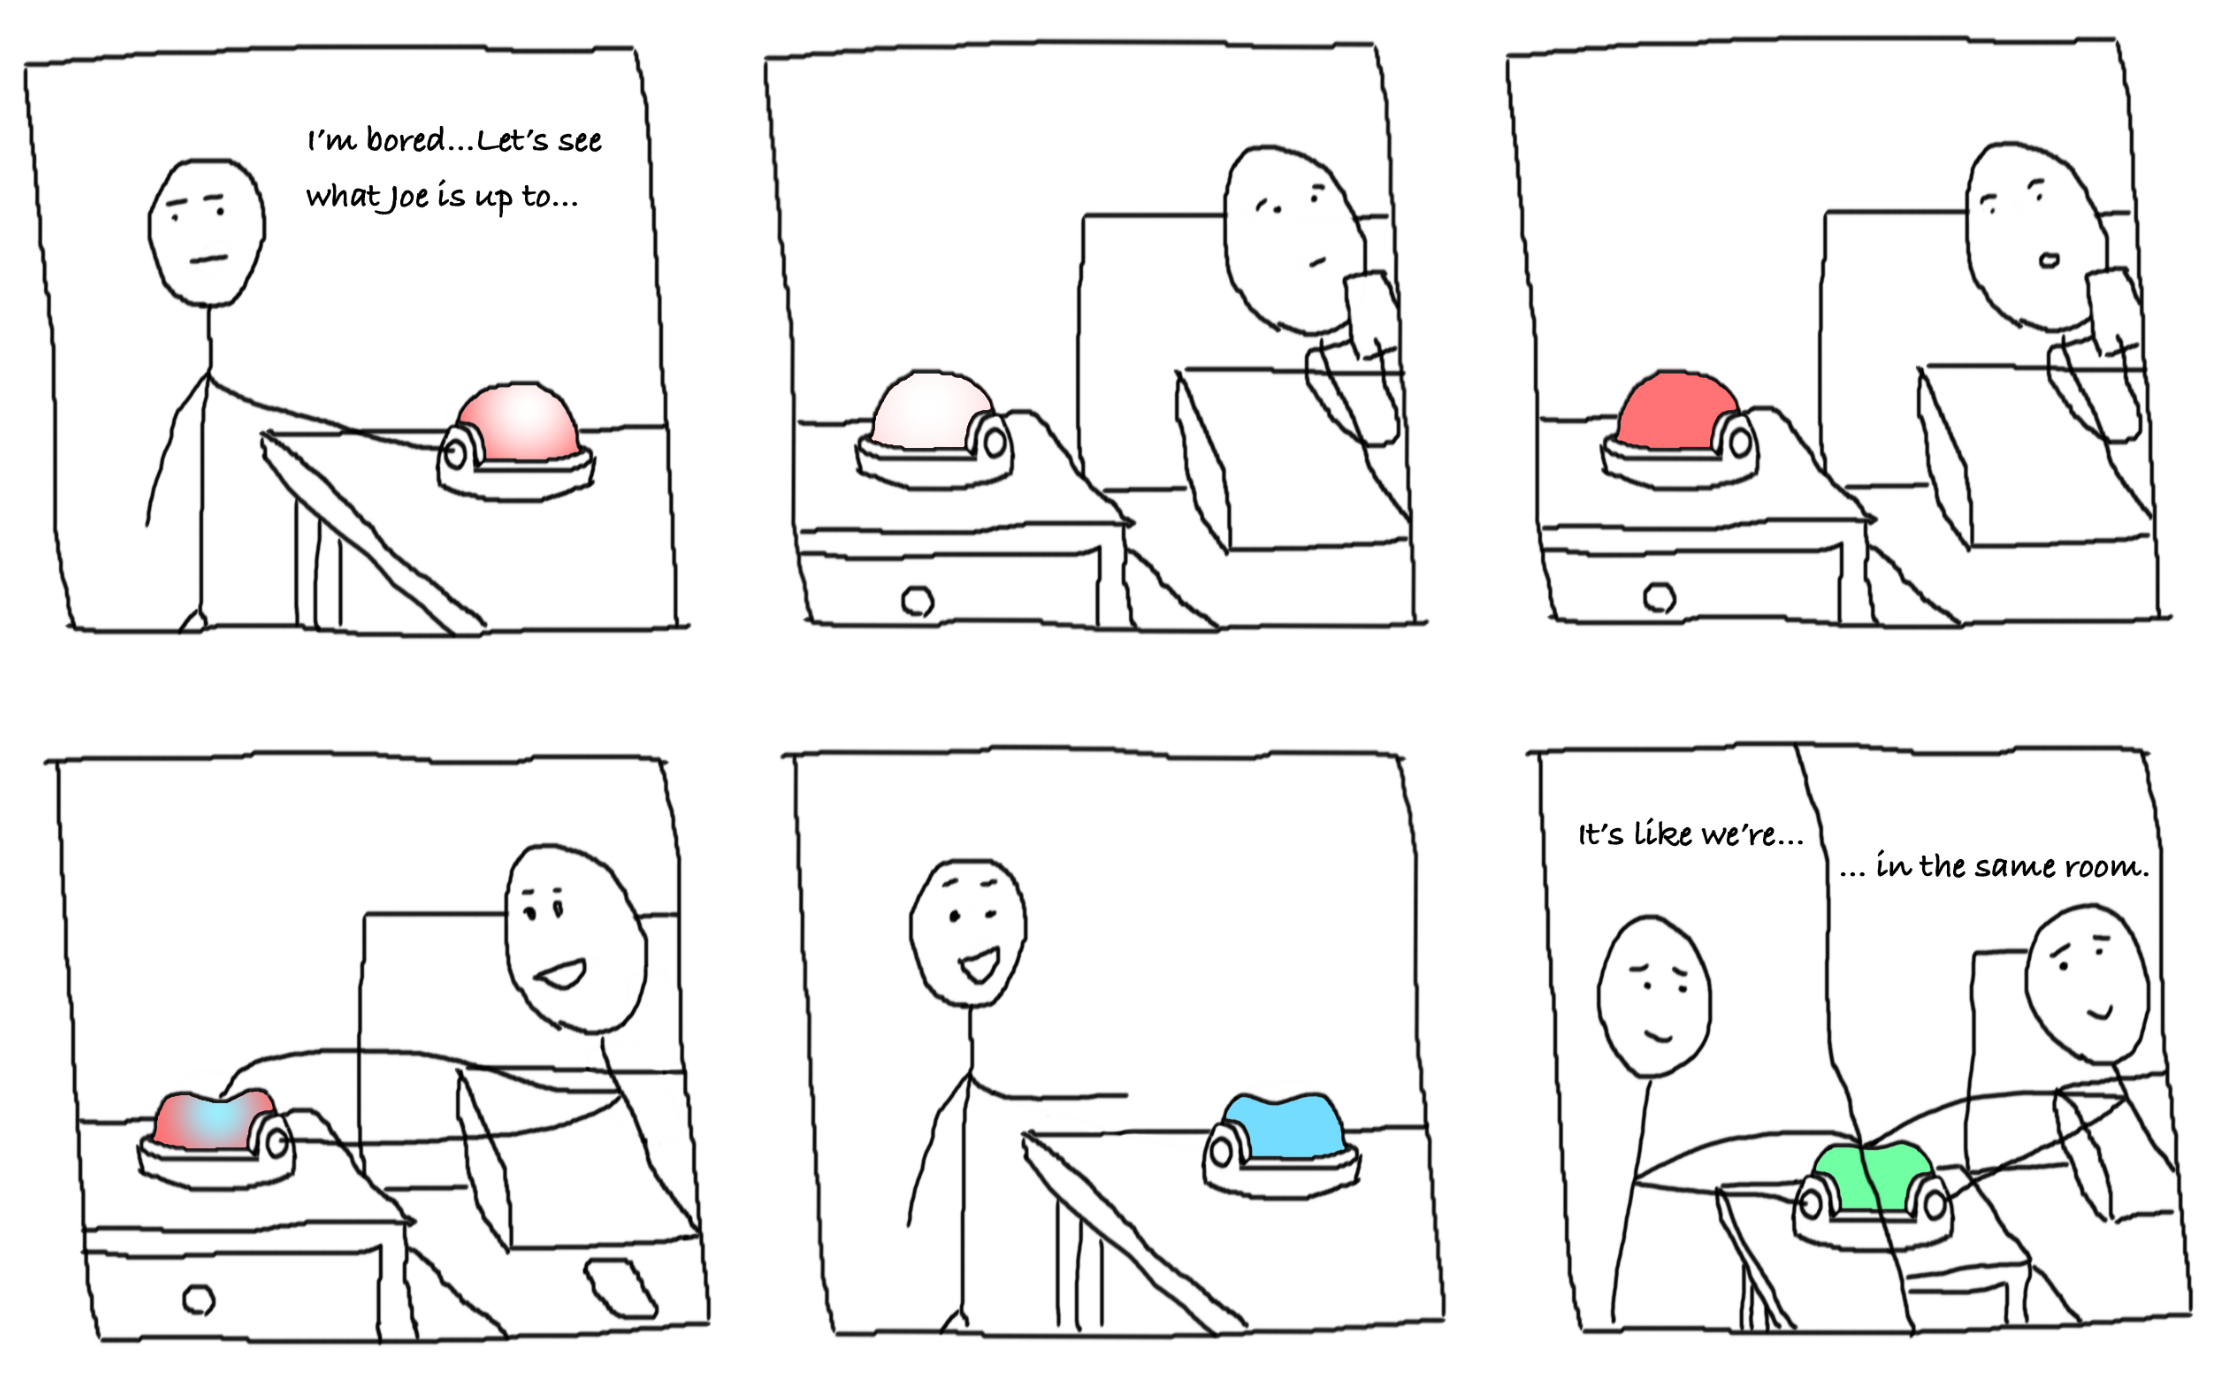 I'm bored...Let's see
what Joe is up to...
It's like we're...
... in the same room.